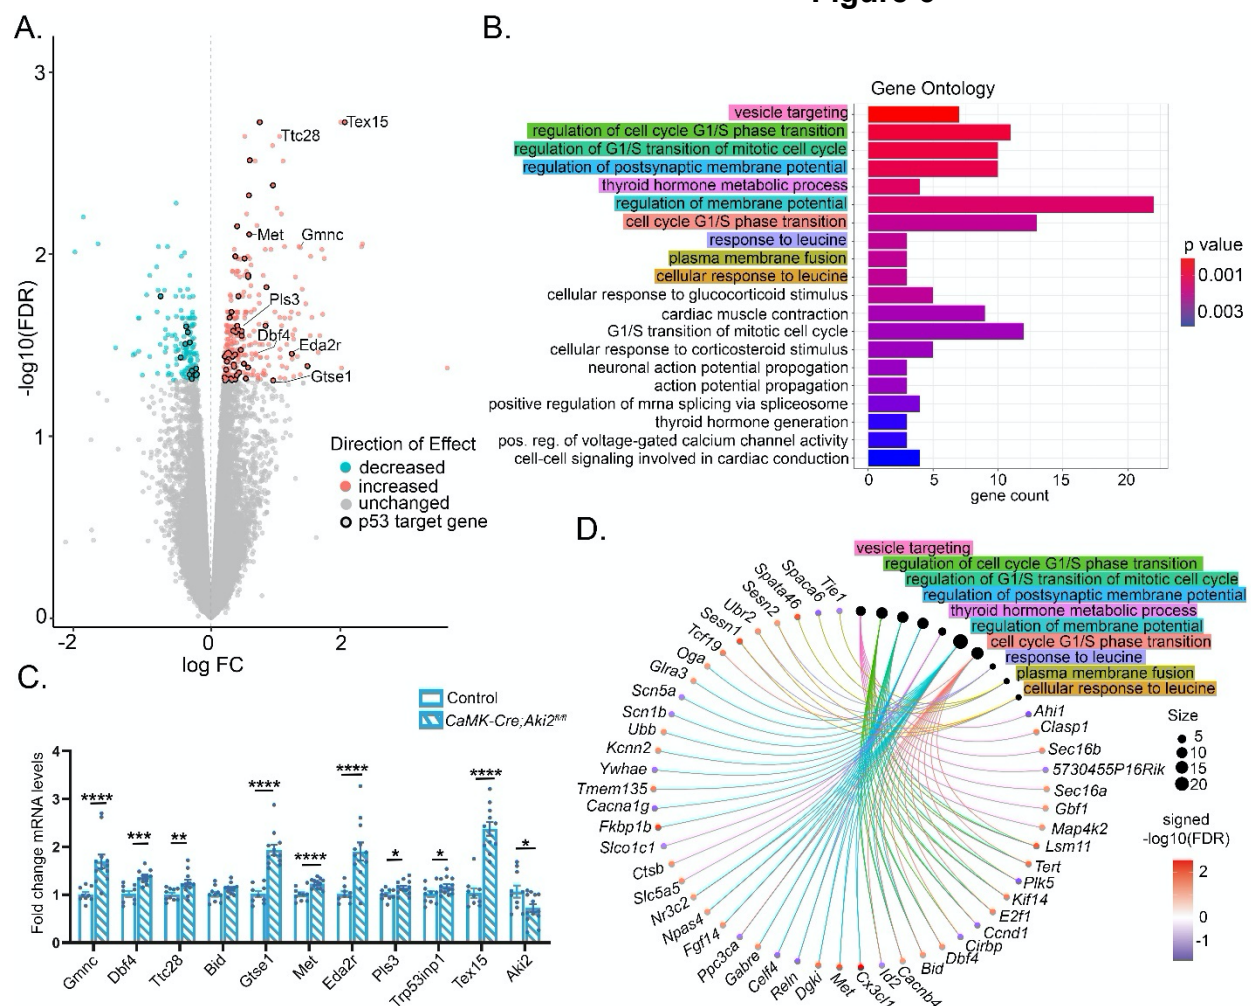 A.
3
2
1
0
-log10(FDR)
-2
0
2
log FC
Tex15
Ttc28
Met
Gmnc
Pls3
Dbf4
Eda2r
Gtse1
Direction of Effect
decreased
increased
unchanged
p53 target gene
B.
Gene Ontology
vesicle targeting
regulation of cell cycle G1/S phase transition
regulation of G1/S transition of mitotic cell cycle
regulation of postsynaptic membrane potential
thyroid hormone metabolic process
regulation of membrane potential
cell cycle G1/S phase transition
response to leucine
plasma membrane fusion
cellular response to leucine
cellular response to glucocorticoid stimulus
cardiac muscle contraction
G1/S transition of mitotic cell cycle
cellular response to corticosteroid stimulus
neuronal action potential propogation
action potential propagation
positive regulation of mrna splicing via spliceosome
thyroid hormone generation
pos. reg. of voltage-gated calcium channel activity
cell-cell signaling involved in cardiac conduction
0 5 10 15 20
gene count
p value
0.001
0.003
C.
Control
CaMK-Cre;Aki2fl/fl
Fold change mRNA levels
4
3
2
1
0
**** *** ** **** **** **** * * **** *
Gmnc
Dbf4
Ttc28
Bid
Gtse1
Met
Eda2r
Pls3
Trp53inp1
Tex15
Aki2
D.
vesicle targeting
regulation of cell cycle G1/S phase transition
regulation of G1/S transition of mitotic cell cycle
regulation of postsynaptic membrane potential
thyroid hormone metabolic process
regulation of membrane potential
cell cycle G1/S phase transition
response to leucine
plasma membrane fusion
cellular response to leucine
Ahi1
Clasp1
Sec16b
5730455P16Rik
Sec16a
Gbf1
Map4k2
Lsm11
Tert
Plk5
Kif14
E2f1
Ccnd1
Cirbp
Dbf4
Bid
Cacnb4
Id2
Cx3cl1
Met
Dgki
Reln
Celf4
Gabre
Ppc3ca
Fgf14
Npas4
Nr3c2
Slc5a5
Ctsb
Slco1c1
Fkbp1b
Cacna1g
Tmem135
Ywhae
Kcnn2
Ubb
Scn1b
Scn5a
Glra3
Oga
Tcf19
Sesn1
Ubr2
Sesn2
Spata46
Spaca6
Tie1
Size
5
10
15
20
signed
-log10(FDR)
2
0
-1